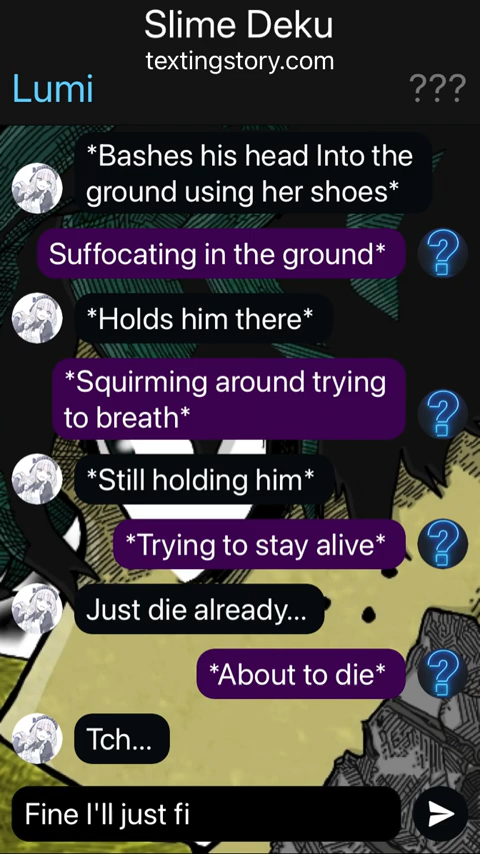 Slime Deku
textingstory.com
Lumi
???
*Bashes his head Into the
ground using her shoes*
Suffocating in the ground*
*Holds him there*
*Squirming around trying
to breath*
*Still holding him*
*Trying to stay alive*
Just die already...
*About to die*
Tch...
Fine I'll just fi